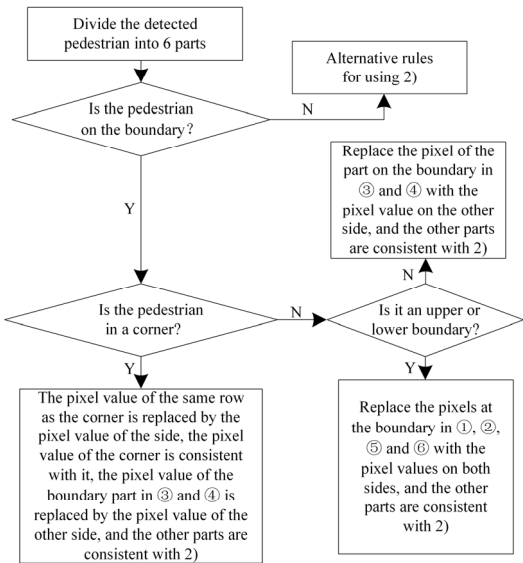 Divide the detected
pedestrian into 6 parts
Alternative rules
for using 2)
Is the pedestrian
on the boundary?
N
Y
Replace the pixel of the
part on the boundary in
③ and ④ with the
pixel value on the other
side, and the other parts
are consistent with 2)
N
Is the pedestrian
in a corner?
N
Is it an upper or
lower boundary?
Y
Y
The pixel value of the same row
as the corner is replaced by the
pixel value of the side, the pixel
value of the corner is consistent
with it, the pixel value of the
boundary part in ③ and ④ is
replaced by the pixel value of the
other side, and the other parts are
consistent with 2)
Replace the pixels at
the boundary in ①, ②,
⑤ and ⑥ with the
pixel values on both
sides, and the other
parts are consistent
with 2)